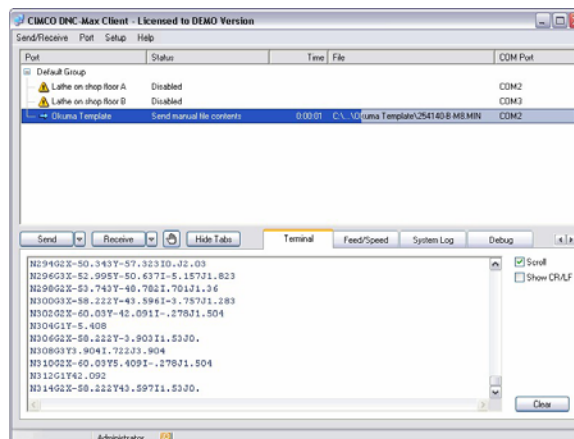 CIMCO DNC-Max Client - Licensed to DEMO Version
Send/Receive Port Setup Help
Port Status Time File COM Port
Default Group
Lathe on shop floor A Disabled COM2
Lathe on shop floor B Disabled COM3
Okuma Template Send manual file contents 0:00:01 C:\...\Okuma Template\254140-B-M8.MIN COM2
Send Receive Hide Tabs Terminal Feed/Speed System Log Debug
N294G2X-50.343Y-57.323I0.J2.03
N296G3X-52.995Y-50.637I-5.157J1.823
N298G2X-53.743Y-48.782I.701J1.36
N300G3X-58.222Y-43.596I-3.757J1.283
N302G2X-60.03Y-42.091I-.278J1.504
N304G1Y-5.408
N306G2X-58.222Y-3.903I1.53J0.
N308G3Y3.904I.722J3.904
N310G2X-60.03Y5.409I-.278J1.504
N312G1Y42.092
N314G2X-58.222Y43.597I1.53J0.
Scroll
Show CR/LF
Clear
Administrator